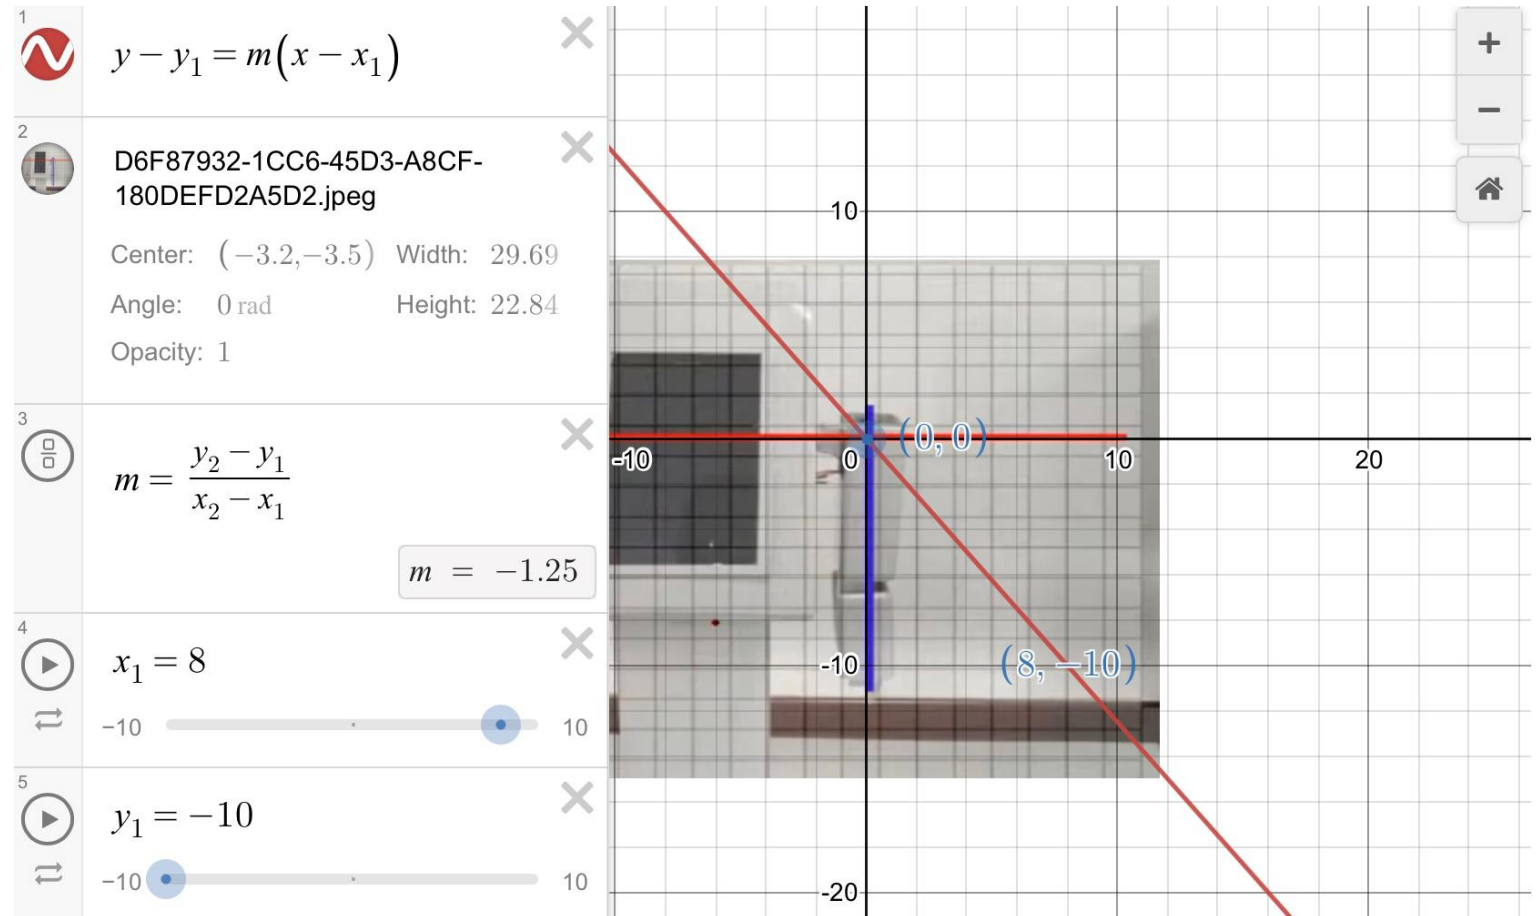 1
y − y₁ = m(x − x₁)
2
D6F87932-1CC6-45D3-A8CF-
180DEFD2A5D2.jpeg
Center: (−3.2,−3.5) Width: 29.69
Angle: 0 rad Height: 22.84
Opacity: 1
3
m = (y₂ − y₁)/(x₂ − x₁)
m = −1.25
4
x₁ = 8
−10 10
5
y₁ = −10
−10 10
+
−
10
(0, 0)
-10 0 10 20
-10
(8, −10)
-20